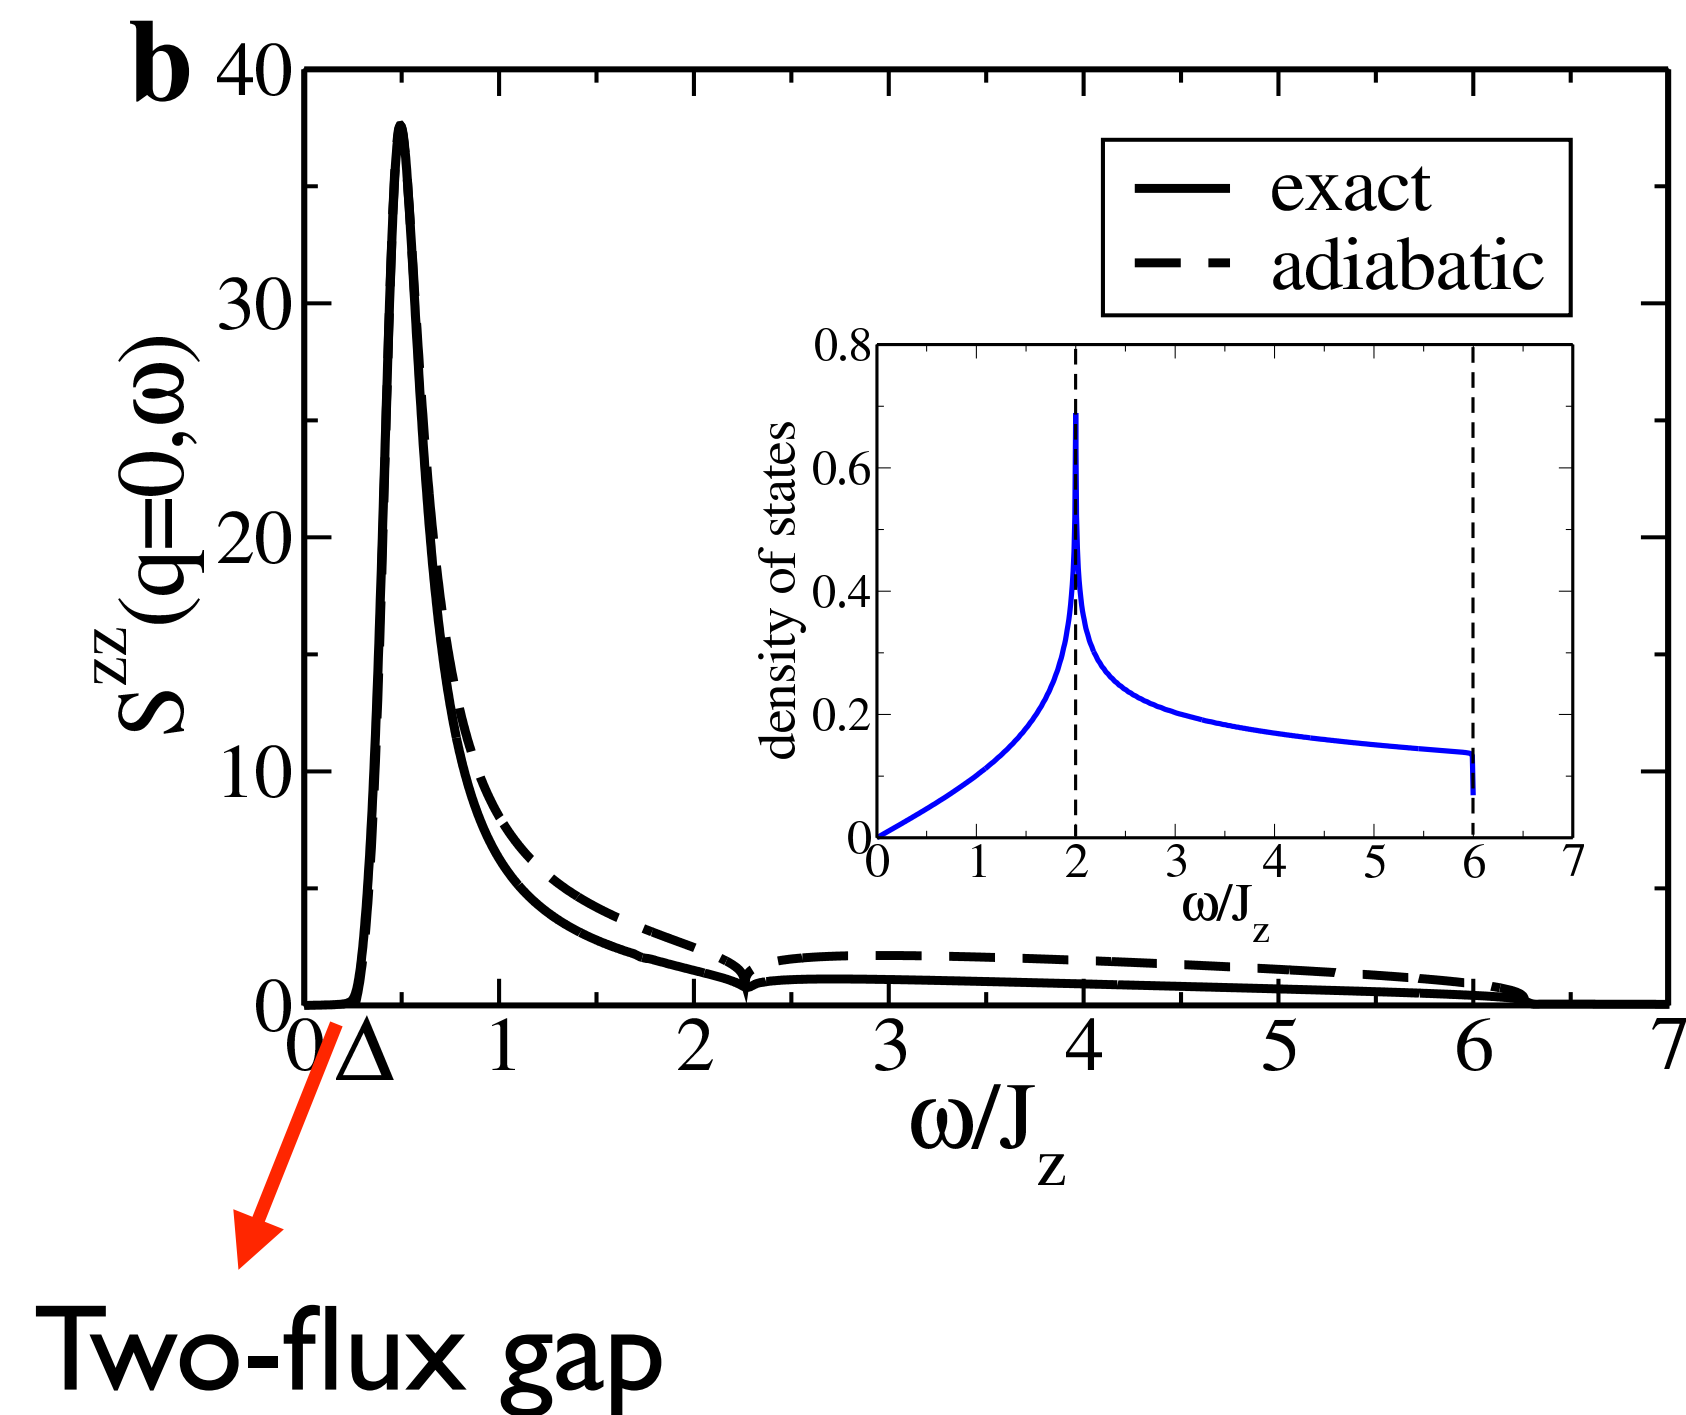 b
40
30
20
10
0
S^zz(q=0,ω)
exact
adiabatic
0.8
0.6
0.4
0.2
0
density of states
0 1 2 3 4 5 6 7
ω/J_z
0 Δ 1 2 3 4 5 6 7
ω/J_z
Two-flux gap